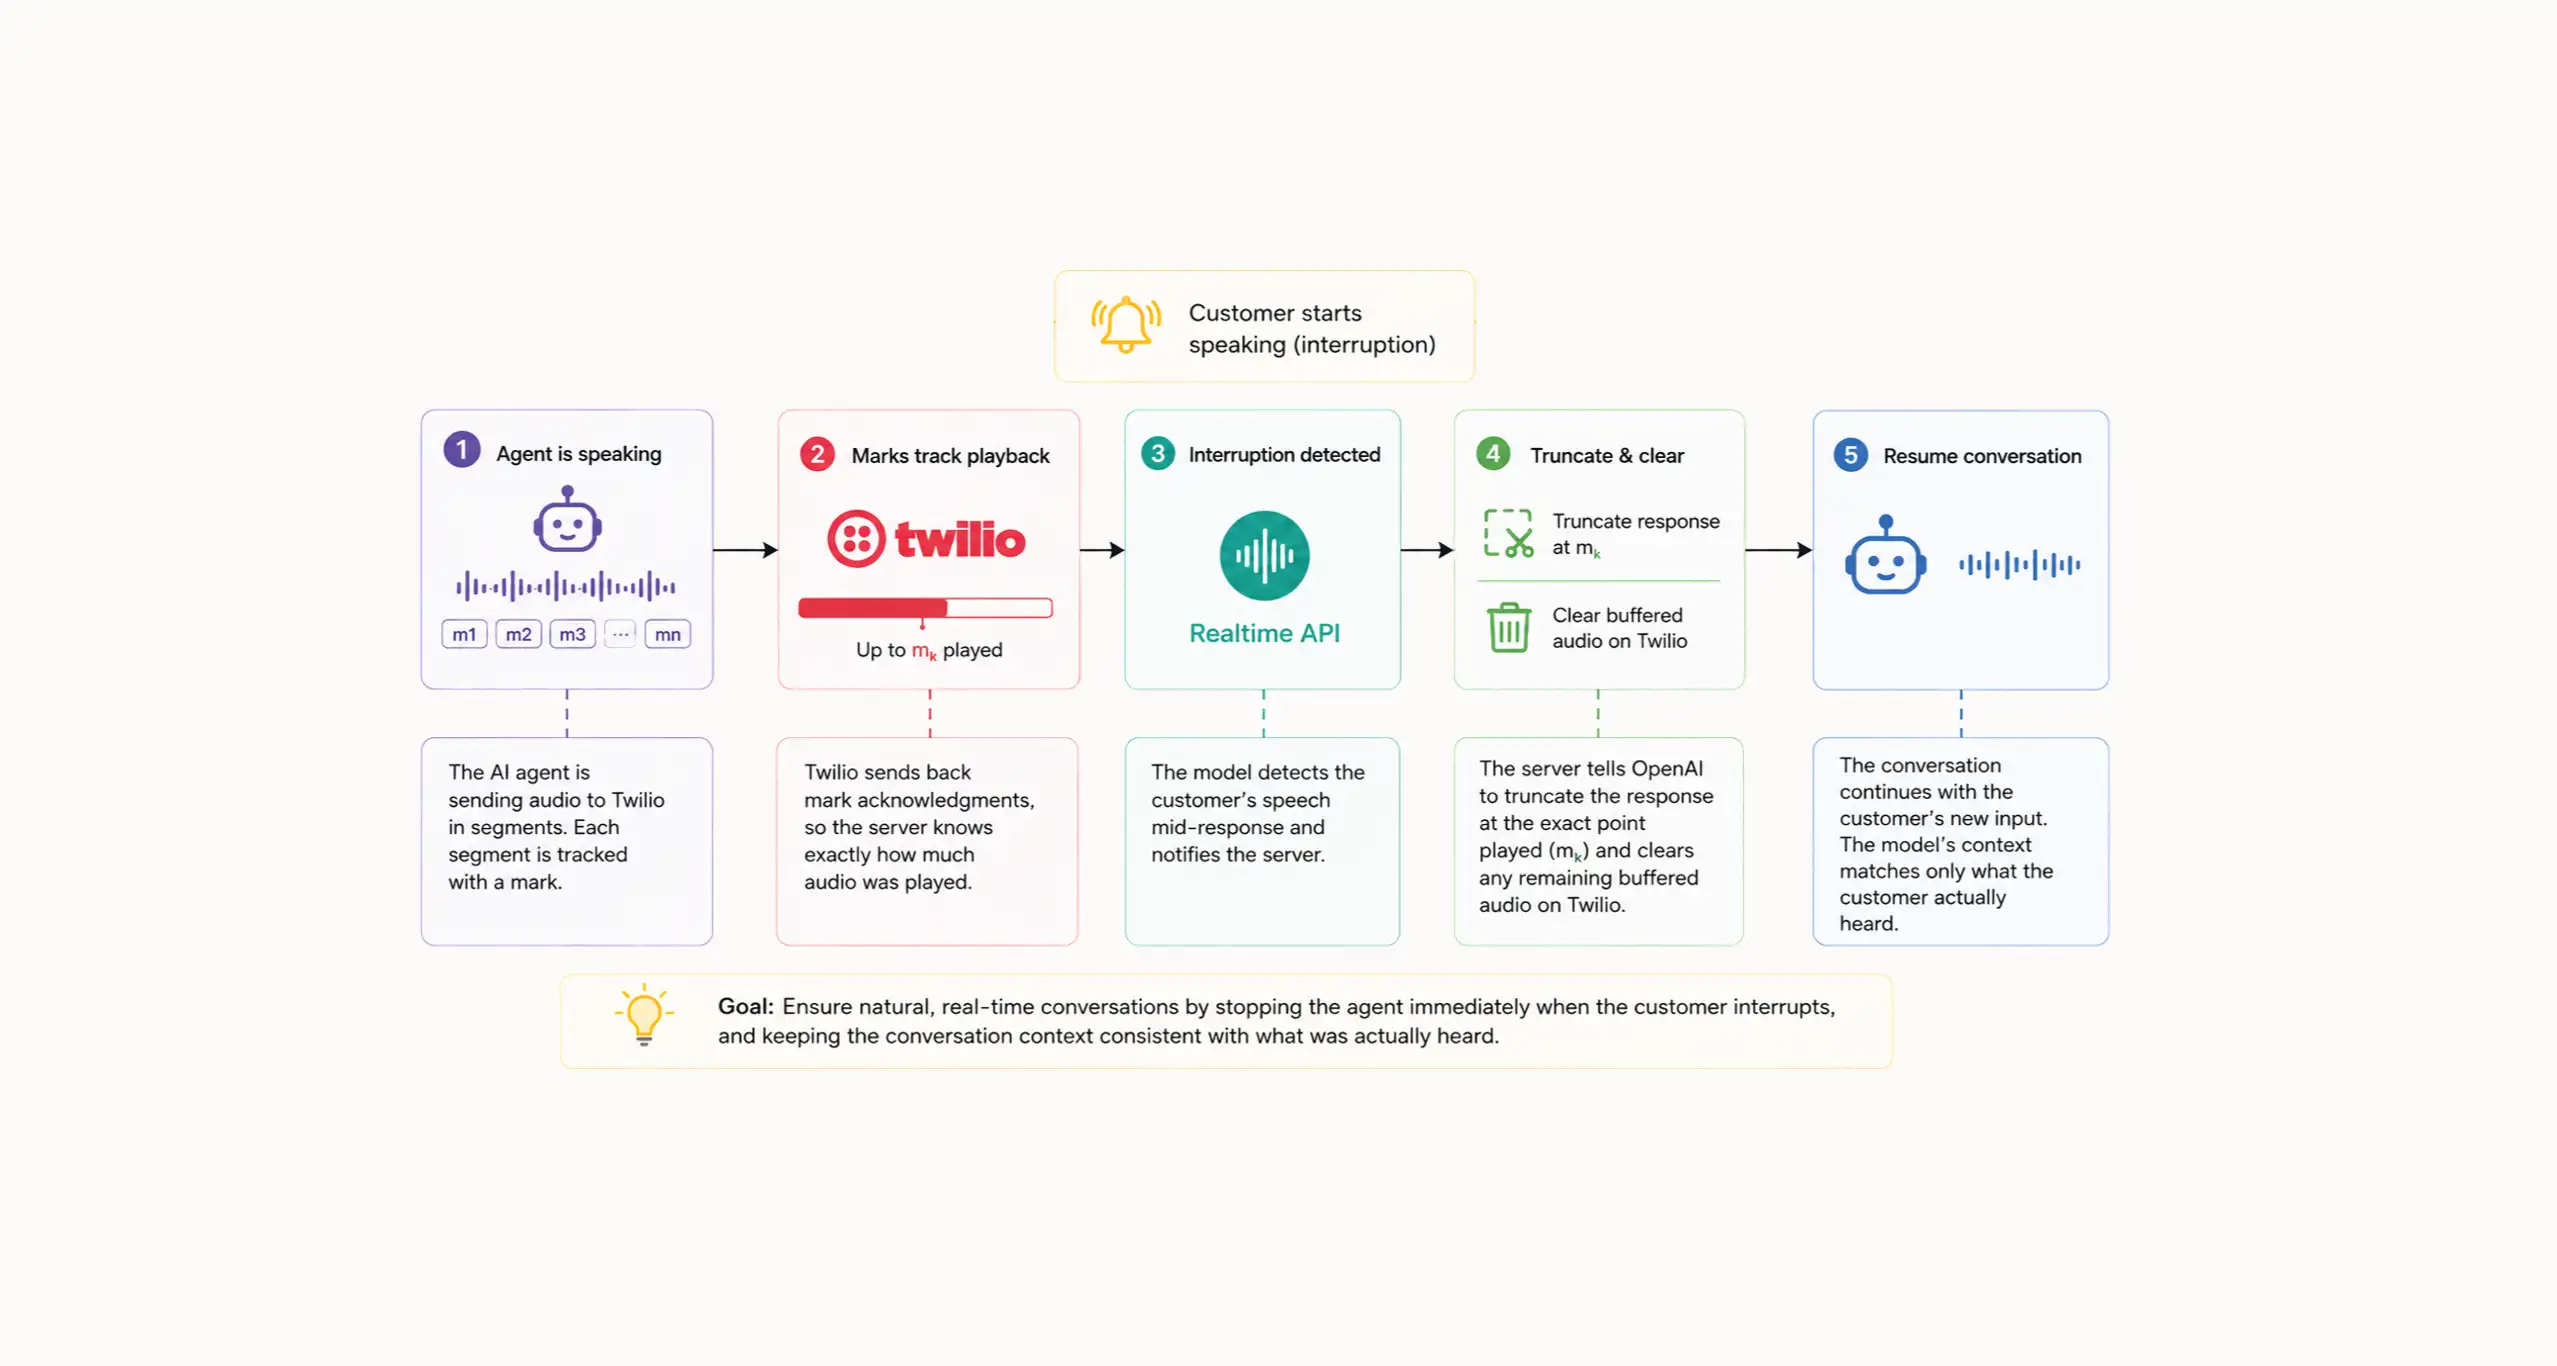 Customer starts
speaking (interruption)
1 Agent is speaking
m1 m2 m3 ... mn
2 Marks track playback
twilio
Up to mk played
3 Interruption detected
Realtime API
4 Truncate & clear
Truncate response
at mk
Clear buffered
audio on Twilio
5 Resume conversation
The AI agent is
sending audio to Twilio
in segments. Each
segment is tracked
with a mark.
Twilio sends back
mark acknowledgments,
so the server knows
exactly how much
audio was played.
The model detects the
customer's speech
mid-response and
notifies the server.
The server tells OpenAI
to truncate the response
at the exact point
played (mk) and clears
any remaining buffered
audio on Twilio.
The conversation
continues with the
customer's new input.
The model's context
matches only what the
customer actually
heard.
Goal: Ensure natural, real-time conversations by stopping the agent immediately when the customer interrupts,
and keeping the conversation context consistent with what was actually heard.